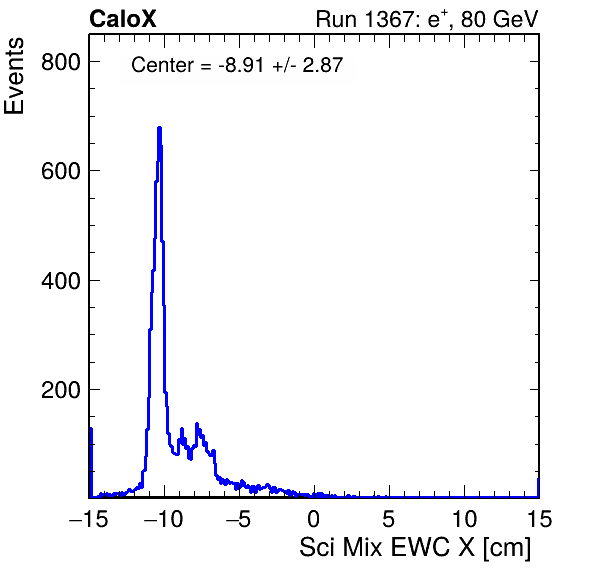 CaloX Run 1367: e⁺, 80 GeV
Center = -8.91 +/- 2.87
Events
800
600
400
200
−15 −10 −5 0 5 10 15
Sci Mix EWC X [cm]